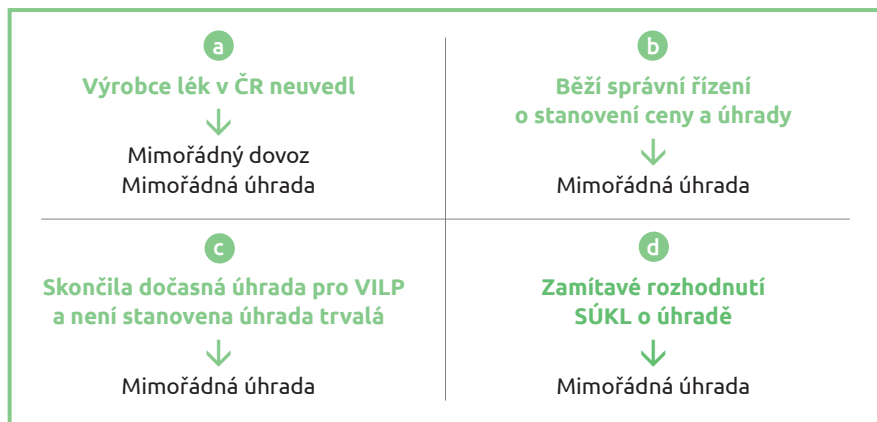 a
Výrobce lék v ČR neuvedl
Mimořádný dovoz
Mimořádná úhrada
b
Běží správní řízení
o stanovení ceny a úhrady
Mimořádná úhrada
c
Skončila dočasná úhrada pro VILP
a není stanovena úhrada trvalá
Mimořádná úhrada
d
Zamítavé rozhodnutí
SÚKL o úhradě
Mimořádná úhrada